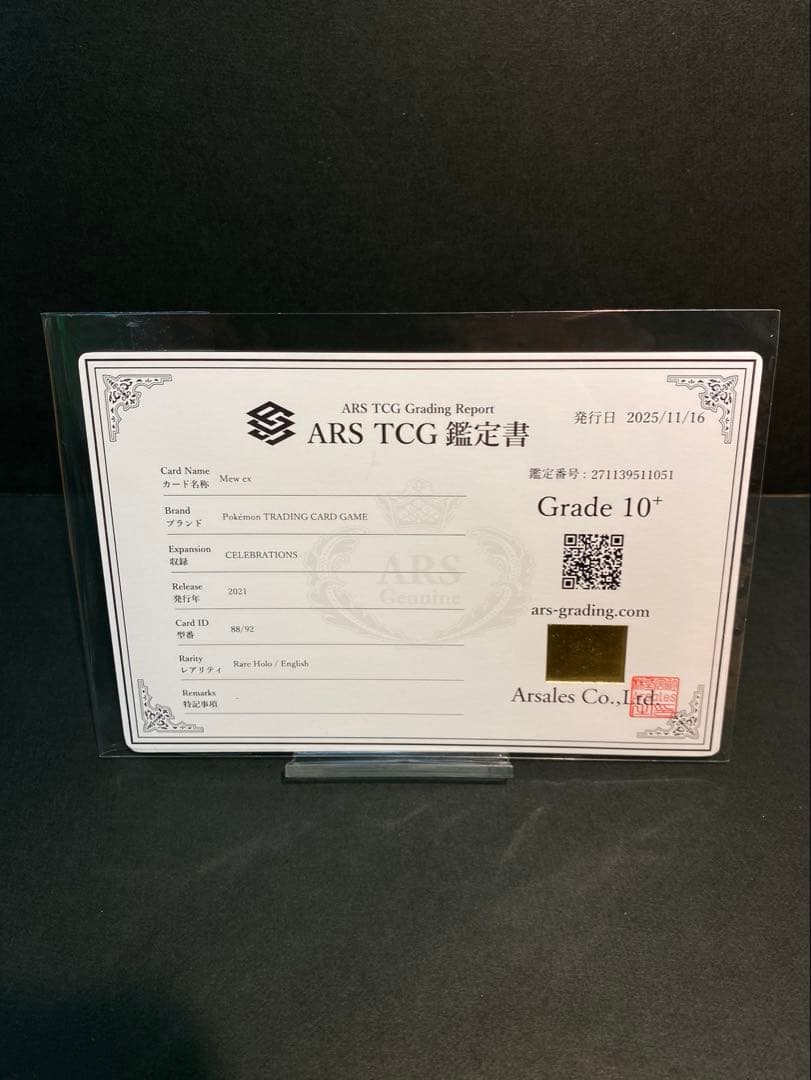 ARS TCG Grading Report
ARS TCG 鑑定書
発行日 2025/11/16
Card Name
カード名称
Mew ex
Brand
ブランド
Pokémon TRADING CARD GAME
Expansion
収録
CELEBRATIONS
Release
発行年
2021
Card ID
型番
88/92
Rarity
レアリティ
Rare Holo / English
Remarks
特記事項
-
鑑定番号 : 271139511051
Grade 10⁺
ars-grading.com
Arsales Co.,Ltd.
ARS
Genuine